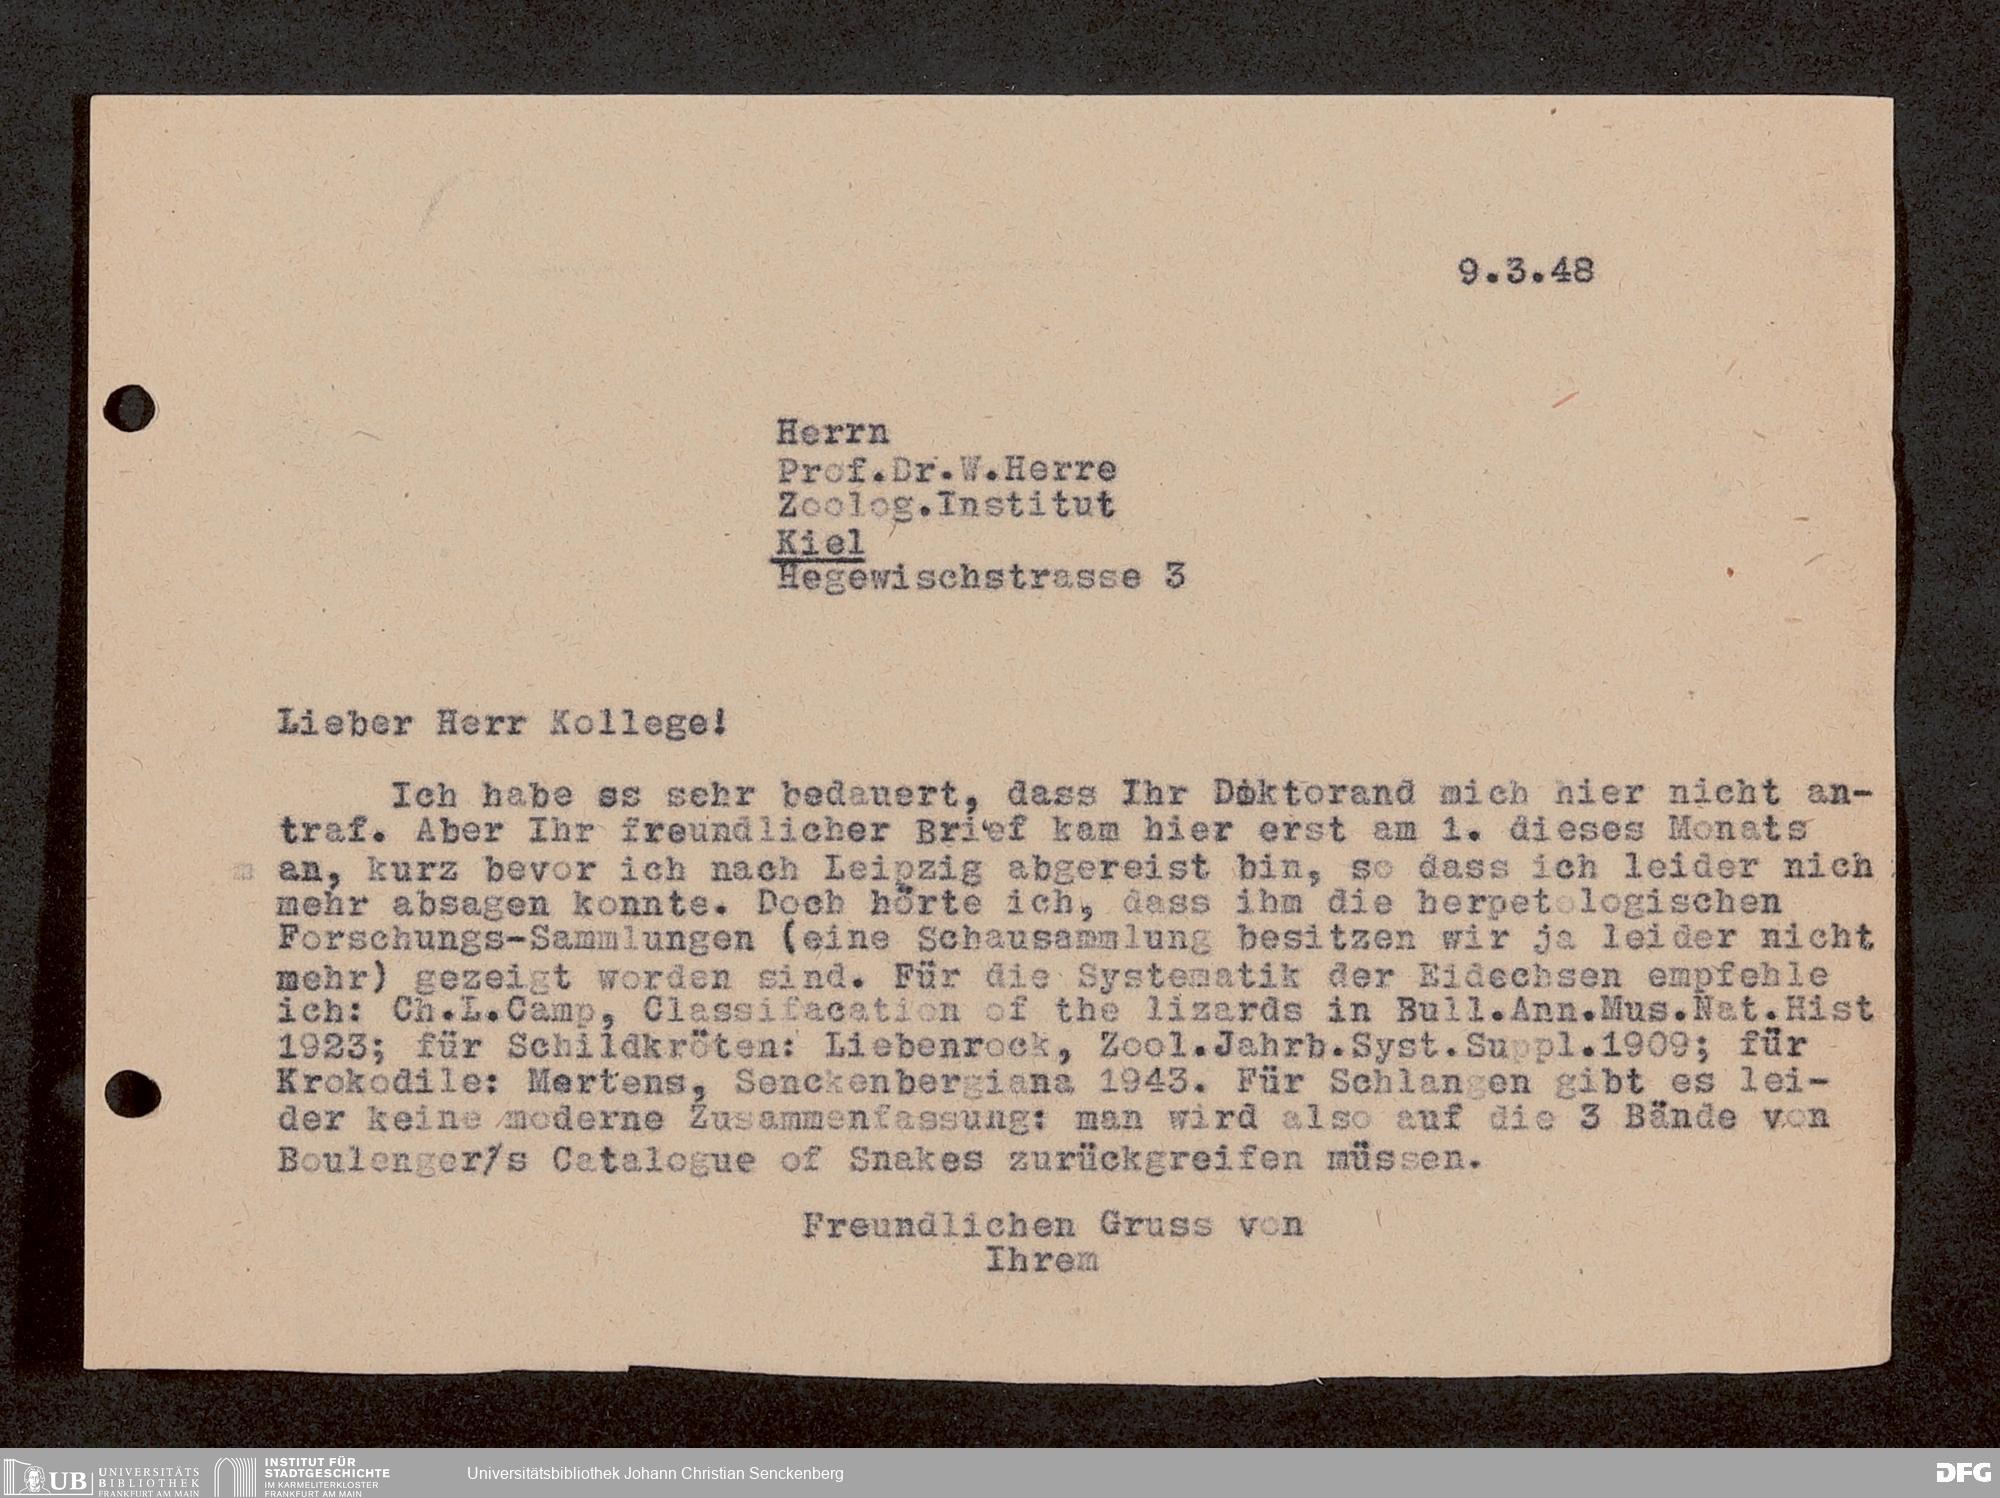 9.3.48
Herrn
Prof.Dr.W.Herre
Zoolog.Institut
Kiel
Hegewischstrasse 3
Lieber Herr Kollege!
Ich habe es sehr bedauert, dass Ihr Doktorand mich hier nicht an-
traf. Aber Ihr freundlicher Brief kam hier erst am 1. dieses Monats
m an, kurz bevor ich nach Leipzig abgereist bin, so dass ich leider nich
mehr absagen konnte. Doch hörte ich, dass ihm die herpetologischen
Forschungs-Sammlungen (eine Schausammlung besitzen wir ja leider nicht
mehr) gezeigt worden sind. Für die Systematik der Eidechsen empfehle
ich: Ch.L.Camp, Classifacation of the lizards in Bull.Ann.Mus.Nat.Hist
1923; für Schildkröten: Liebenrock, Zool.Jahrb.Syst.Suppl.1909; für
Krokodile: Mertens, Senckenbergiana 1943. Für Schlangen gibt es lei-
der keine moderne Zusammenfassung: man wird also auf die 3 Bände von
Boulenger/s Catalogue of Snakes zurückgreifen müssen.
Freundlichen Gruss von
Ihrem
UB UNIVERSITÄTS BIBLIOTHEK FRANKFURT AM MAIN
INSTITUT FÜR STADTGESCHICHTE IM KARMELITERKLOSTER FRANKFURT AM MAIN
Universitätsbibliothek Johann Christian Senckenberg
DFG